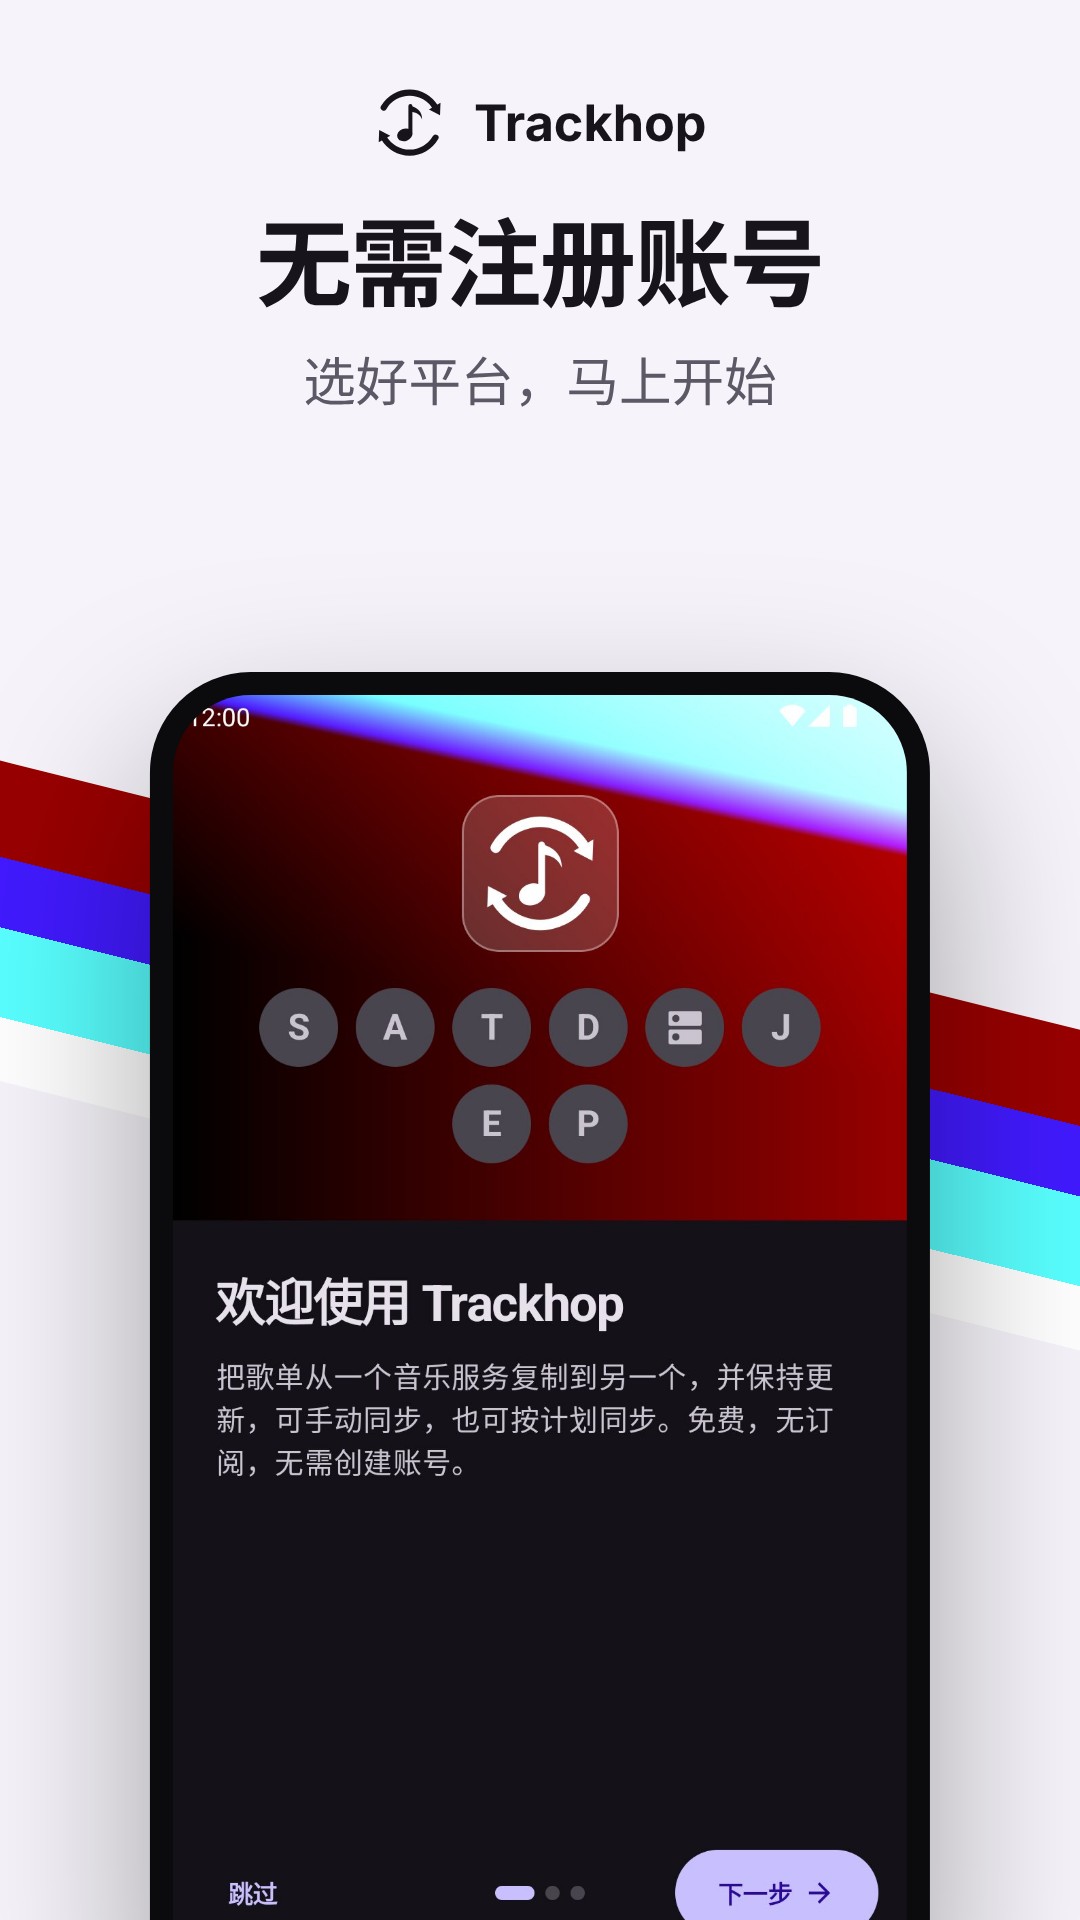 Trackhop
无需注册账号
选好平台，马上开始
12:00
S A T D J
E P
欢迎使用 Trackhop
把歌单从一个音乐服务复制到另一个，并保持更
新，可手动同步，也可按计划同步。免费，无订
阅，无需创建账号。
跳过
下一步